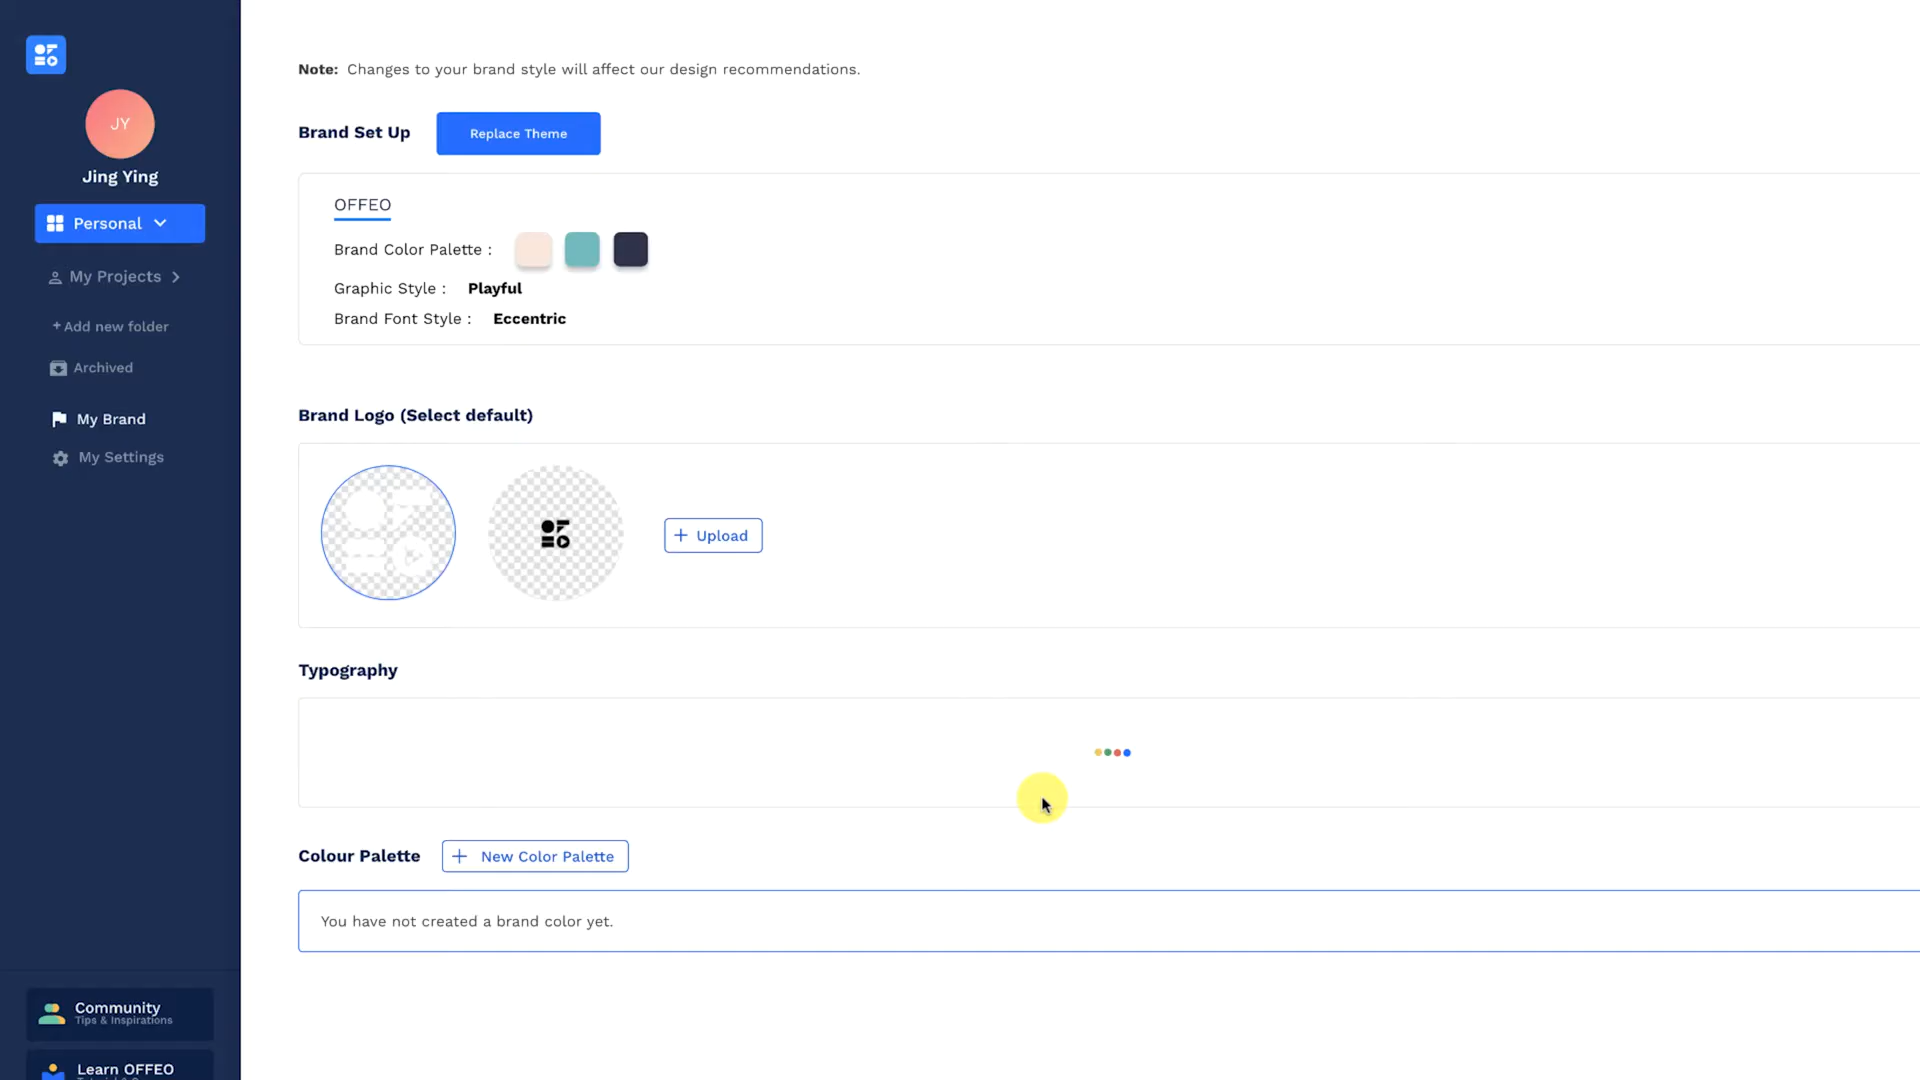 JY
Jing Ying
Personal
My Projects
+ Add new folder
Archived
My Brand
My Settings
Community
Tips & Inspirations
Learn OFFEO
Note: Changes to your brand style will affect our design recommendations.
Brand Set Up
Replace Theme
OFFEO
Brand Color Palette :
Graphic Style : Playful
Brand Font Style : Eccentric
Brand Logo (Select default)
+ Upload
Typography
Colour Palette
+ New Color Palette
You have not created a brand color yet.